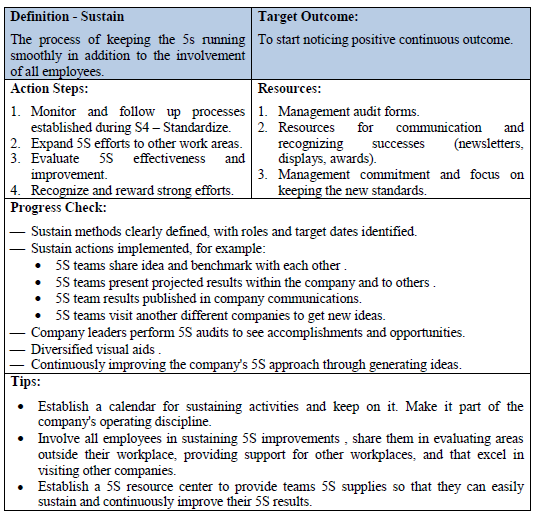 Definition - Sustain
The process of keeping the 5s running
smoothly in addition to the involvement
of all employees.
Target Outcome:
To start noticing positive continuous outcome.
Action Steps:
1. Monitor and follow up processes
established during S4 – Standardize.
2. Expand 5S efforts to other work areas.
3. Evaluate 5S effectiveness and
improvement.
4. Recognize and reward strong efforts.
Resources:
1. Management audit forms.
2. Resources for communication and
recognizing successes (newsletters,
displays, awards).
3. Management commitment and focus on
keeping the new standards.
Progress Check:
— Sustain methods clearly defined, with roles and target dates identified.
— Sustain actions implemented, for example:
• 5S teams share idea and benchmark with each other .
• 5S teams present projected results within the company and to others .
• 5S team results published in company communications.
• 5S teams visit another different companies to get new ideas.
— Company leaders perform 5S audits to see accomplishments and opportunities.
— Diversified visual aids .
— Continuously improving the company's 5S approach through generating ideas.
Tips:
• Establish a calendar for sustaining activities and keep on it. Make it part of the
company's operating discipline.
• Involve all employees in sustaining 5S improvements , share them in evaluating areas
outside their workplace, providing support for other workplaces, and that excel in
visiting other companies.
• Establish a 5S resource center to provide teams 5S supplies so that they can easily
sustain and continuously improve their 5S results.